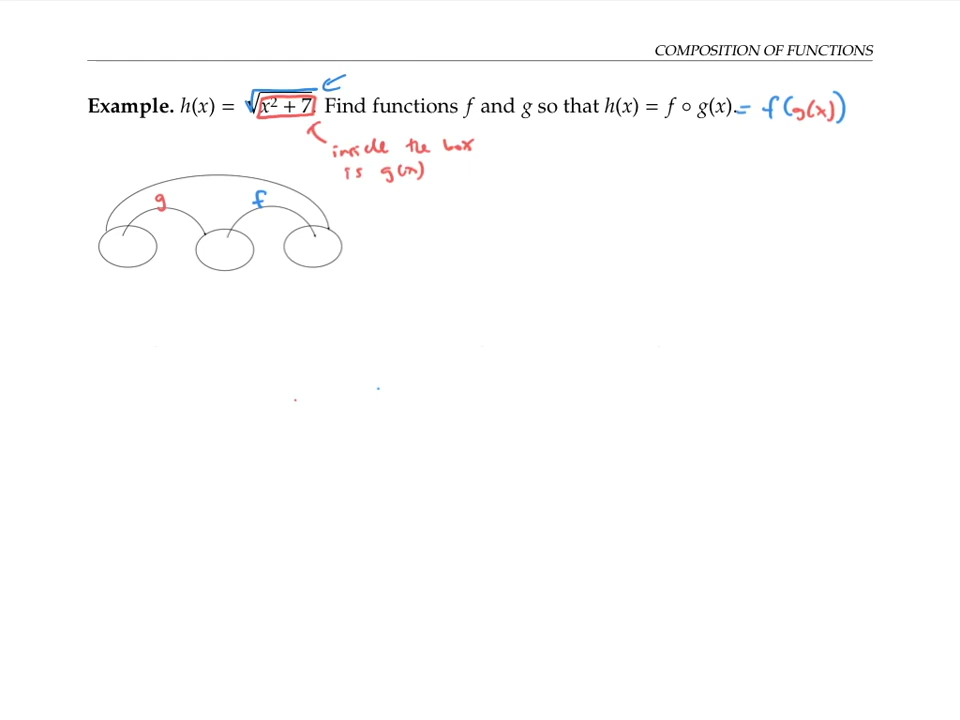 COMPOSITION OF FUNCTIONS
Example. h(x) = √(x² + 7). Find functions f and g so that h(x) = f ∘ g(x). = f(g(x))
inside the box
is g(x)
g f